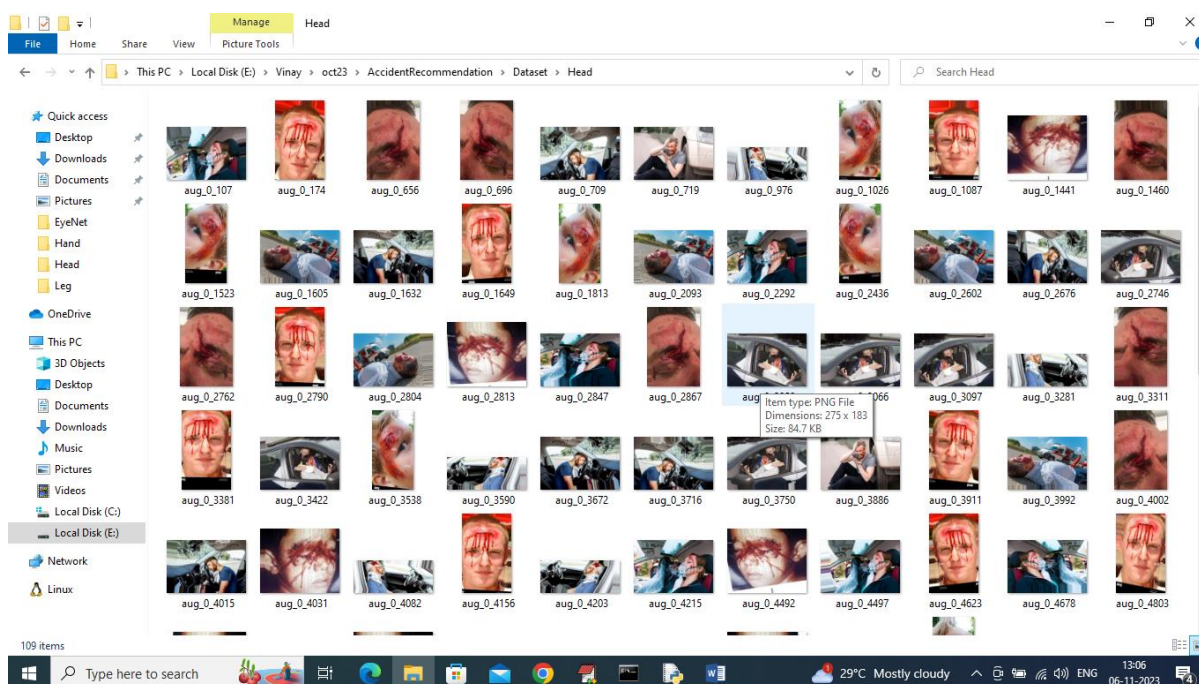 Manage
Head
File
Home
Share
View
Picture Tools
This PC > Local Disk (E:) > Vinay > oct23 > AccidentRecommendation > Dataset > Head
Search Head
Quick access
Desktop
Downloads
Documents
Pictures
EyeNet
Hand
Head
Leg
OneDrive
This PC
3D Objects
Desktop
Documents
Downloads
Music
Pictures
Videos
Local Disk (C:)
Local Disk (E:)
Network
Linux
aug_0_107 aug_0_174 aug_0_656 aug_0_696 aug_0_709 aug_0_719 aug_0_976 aug_0_1026 aug_0_1087 aug_0_1441 aug_0_1460
aug_0_1523 aug_0_1605 aug_0_1632 aug_0_1649 aug_0_1813 aug_0_2093 aug_0_2292 aug_0_2436 aug_0_2602 aug_0_2676 aug_0_2746
aug_0_2762 aug_0_2790 aug_0_2804 aug_0_2813 aug_0_2847 aug_0_2867 aug_0_3097 aug_0_3281 aug_0_3311
Item type: PNG File
Dimensions: 275 x 183
Size: 84.7 KB
aug_0_3381 aug_0_3422 aug_0_3538 aug_0_3590 aug_0_3672 aug_0_3716 aug_0_3750 aug_0_3886 aug_0_3911 aug_0_3992 aug_0_4002
aug_0_4015 aug_0_4031 aug_0_4082 aug_0_4156 aug_0_4203 aug_0_4215 aug_0_4492 aug_0_4497 aug_0_4623 aug_0_4678 aug_0_4803
109 items
Type here to search
29°C Mostly cloudy
ENG
13:06
06-11-2023